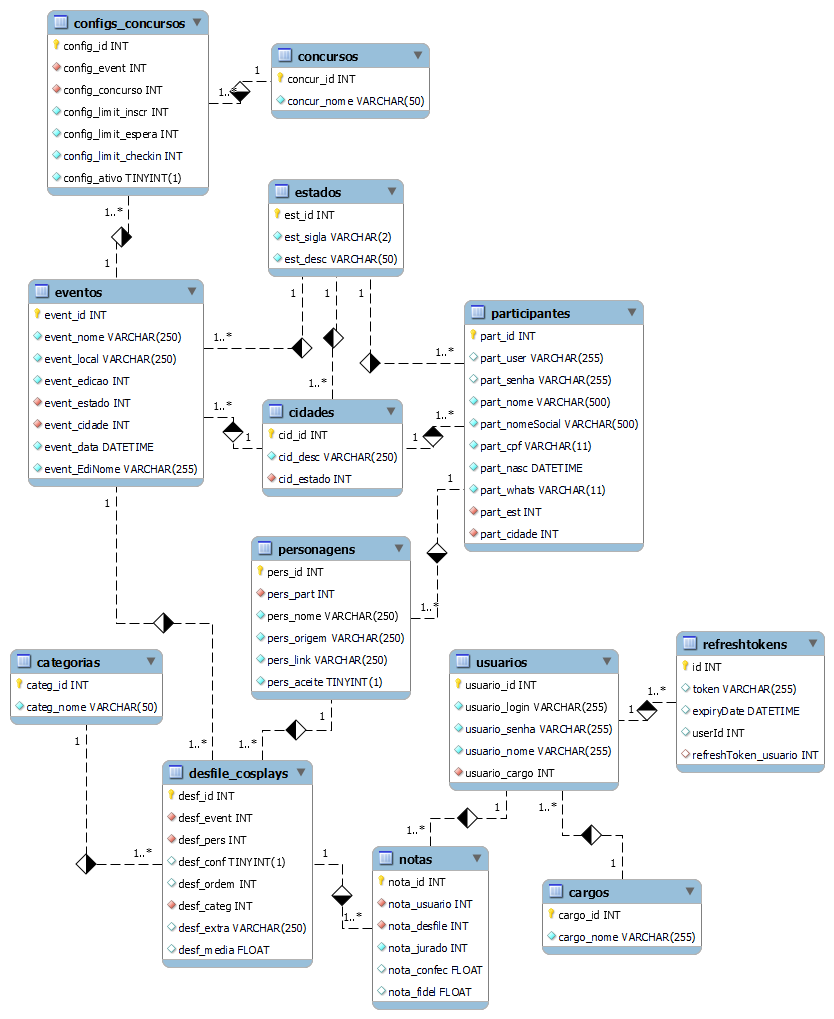 configs_concursos
config_id INT
config_event INT
config_concurso INT
config_limit_inscr INT
config_limit_espera INT
config_limit_checkin INT
config_ativo TINYINT(1)
1..*
1
concursos
concur_id INT
concur_nome VARCHAR(50)
1..*
1
estados
est_id INT
est_sigla VARCHAR(2)
est_desc VARCHAR(50)
1
1
1
eventos
event_id INT
event_nome VARCHAR(250)
event_local VARCHAR(250)
event_edicao INT
event_estado INT
event_cidade INT
event_data DATETIME
event_EdiNome VARCHAR(255)
1..*
1..*
1
1
participantes
part_id INT
part_user VARCHAR(255)
part_senha VARCHAR(255)
part_nome VARCHAR(500)
part_nomeSocial VARCHAR(500)
part_cpf VARCHAR(11)
part_nasc DATETIME
part_whats VARCHAR(11)
part_est INT
part_cidade INT
1..*
1..*
1
1..*
cidades
cid_id INT
cid_desc VARCHAR(250)
cid_estado INT
1
1..*
personagens
pers_id INT
pers_part INT
pers_nome VARCHAR(250)
pers_origem VARCHAR(250)
pers_link VARCHAR(250)
pers_aceite TINYINT(1)
1
categorias
categ_id INT
categ_nome VARCHAR(50)
1
1..*
1..*
1..*
desfile_cosplays
desf_id INT
desf_event INT
desf_pers INT
desf_conf TINYINT(1)
desf_ordem INT
desf_categ INT
desf_extra VARCHAR(250)
desf_media FLOAT
1
1..*
usuarios
usuario_id INT
usuario_login VARCHAR(255)
usuario_senha VARCHAR(255)
usuario_nome VARCHAR(255)
usuario_cargo INT
1
1..*
refreshtokens
id INT
token VARCHAR(255)
expiryDate DATETIME
userId INT
refreshToken_usuario INT
1
1..*
1..*
1
notas
nota_id INT
nota_usuario INT
nota_desfile INT
nota_jurado INT
nota_confec FLOAT
nota_fidel FLOAT
cargos
cargo_id INT
cargo_nome VARCHAR(255)